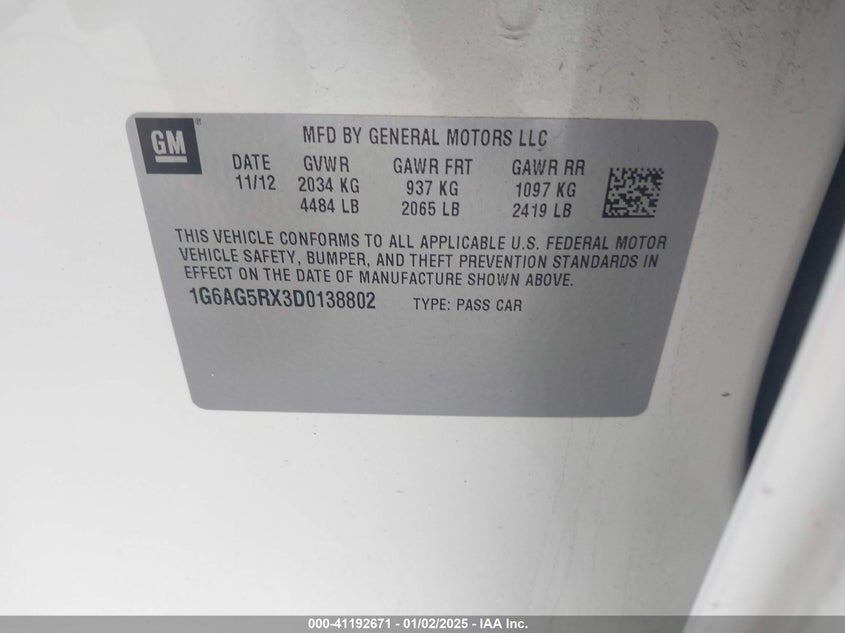 GM
MFD BY GENERAL MOTORS LLC
DATE GVWR GAWR FRT GAWR RR
11/12 2034 KG 937 KG 1097 KG
4484 LB 2065 LB 2419 LB
THIS VEHICLE CONFORMS TO ALL APPLICABLE U.S. FEDERAL MOTOR
VEHICLE SAFETY, BUMPER, AND THEFT PREVENTION STANDARDS IN
EFFECT ON THE DATE OF MANUFACTURE SHOWN ABOVE.
1G6AG5RX3D0138802 TYPE: PASS CAR
000-41192671 - 01/02/2025 - IAA Inc.